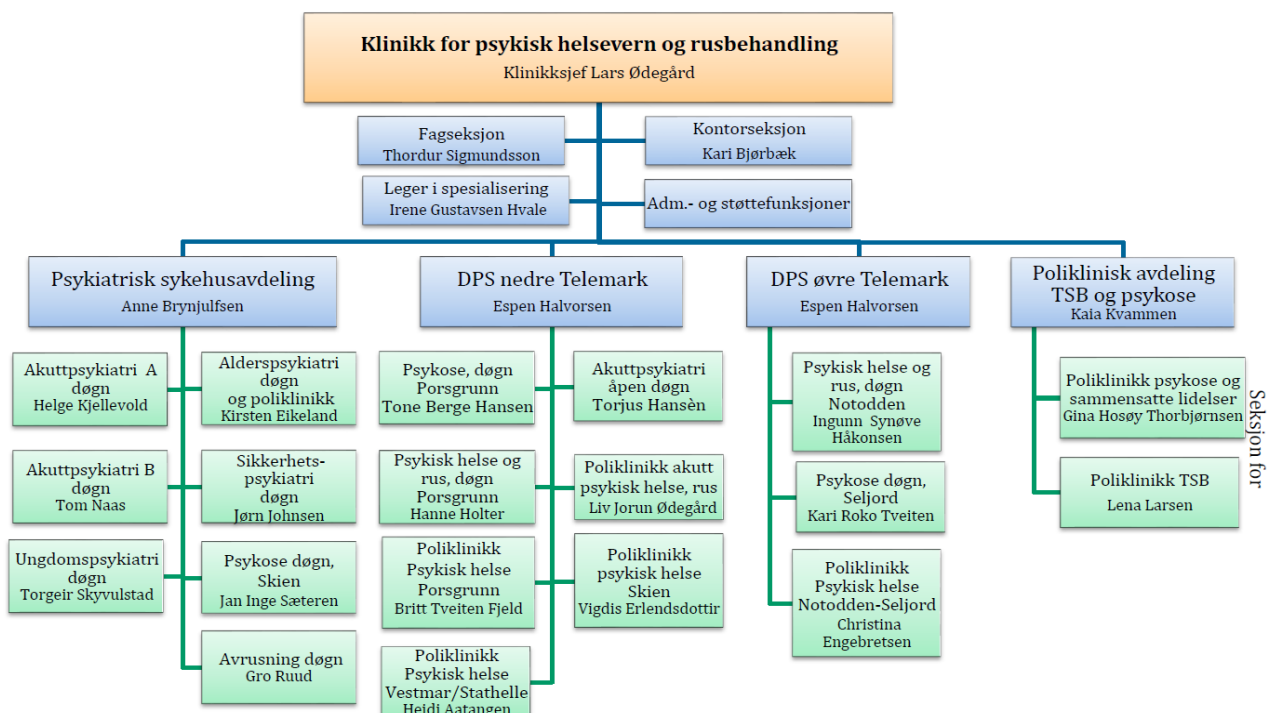 Klinikk for psykisk helsevern og rusbehandling
Klinikksjef Lars Ødegård
Fagseksjon
Thordur Sigmundsson
Kontorseksjon
Kari Bjørbæk
Leger i spesialisering
Irene Gustavsen Hvale
Adm.- og støttefunksjoner
Psykiatrisk sykehusavdeling
Anne Brynjulfsen
DPS nedre Telemark
Espen Halvorsen
DPS øvre Telemark
Espen Halvorsen
Poliklinisk avdeling
TSB og psykose
Kaia Kvammen
Akuttpsykiatri A
døgn
Helge Kjellevold
Alderspsykiatri
døgn
og poliklinikk
Kirsten Eikeland
Akuttpsykiatri B
døgn
Tom Naas
Sikkerhets-
psykiatri
døgn
Jørn Johnsen
Ungdomspsykiatri
døgn
Torgeir Skyvulstad
Psykose døgn,
Skien
Jan Inge Sæteren
Avrusning døgn
Gro Ruud
Psykose, døgn
Porsgrunn
Tone Berge Hansen
Akuttpsykiatri
åpen døgn
Torjus Hansèn
Psykisk helse og
rus, døgn
Porsgrunn
Hanne Holter
Poliklinikk akutt
psykisk helse, rus
Liv Jorun Ødegård
Poliklinikk
Psykisk helse
Porsgrunn
Britt Tveiten Fjeld
Poliklinikk
psykisk helse
Skien
Vigdis Erlendsdottir
Poliklinikk
Psykisk helse
Vestmar/Stathelle
Heidi Aatangen
Psykisk helse og
rus, døgn
Notodden
Ingunn Synøve
Håkonsen
Psykose døgn,
Seljord
Kari Roko Tveiten
Poliklinikk
Psykisk helse
Notodden-Seljord
Christina
Engebretsen
Poliklinikk psykose og
sammensatte lidelser
Gina Hosøy Thorbjørnsen
Poliklinikk TSB
Lena Larsen
Seksjon for